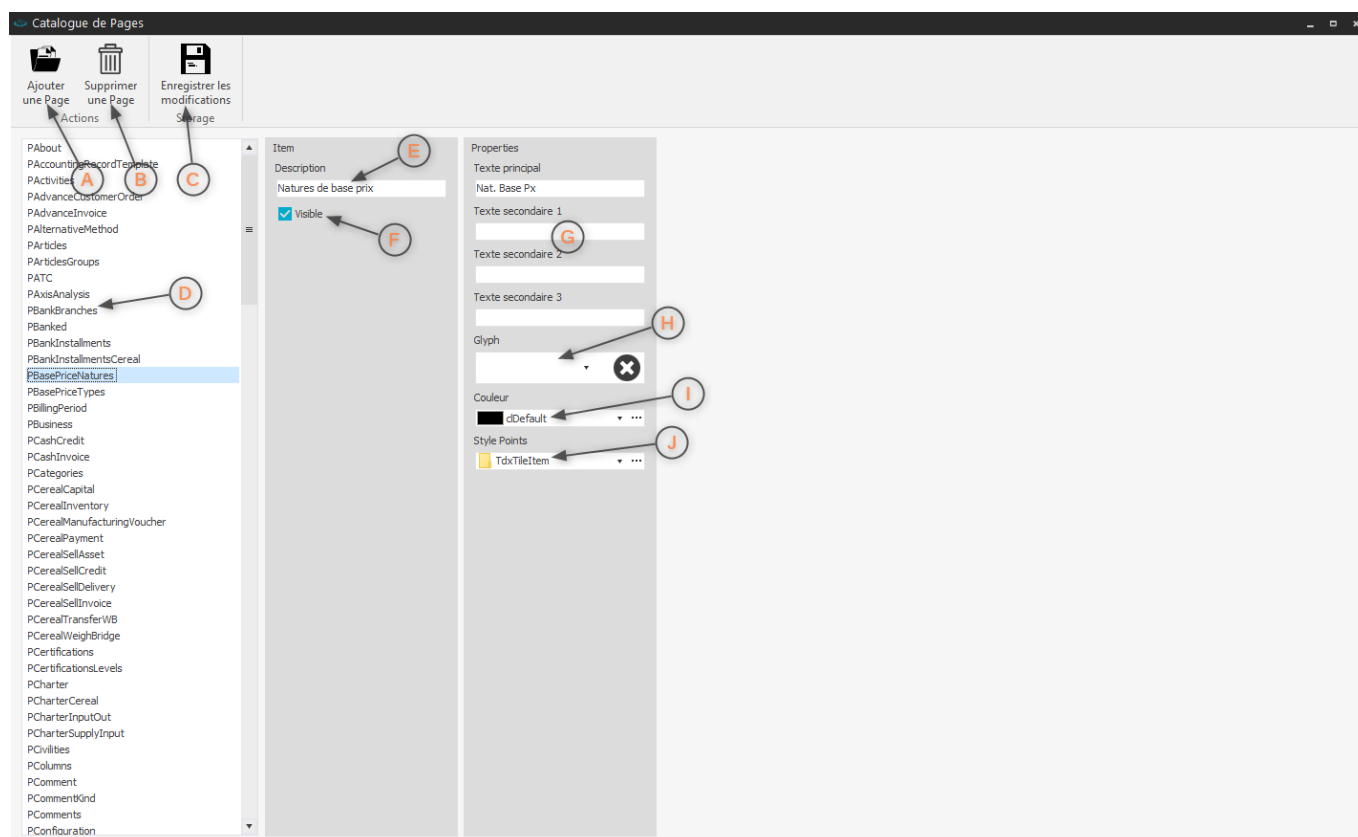 Catalogue de Pages
Ajouter
une Page
Supprimer
une Page
Enregistrer les
modifications
Actions
Storage
A
B
C
PAbout
PAccountingRecordTemplate
PActivities
PAdvanceCustomerOrder
PAdvanceInvoice
PAlternativeMethod
PArticles
PArticlesGroups
PATC
PAxisAnalysis
D
PBankBranches
PBanked
PBankInstallments
PBankInstallmentsCereal
PBasePriceNatures
PBasePriceTypes
PBillingPeriod
PBusiness
PCashCredit
PCashInvoice
PCategories
PCerealCapital
PCerealInventory
PCerealManufacturingVoucher
PCerealPayment
PCerealSellAsset
PCerealSellCredit
PCerealSellDelivery
PCerealSellInvoice
PCerealTransferWB
PCerealWeighBridge
PCertifications
PCertificationsLevels
PCharter
PCharterCereal
PCharterInputOut
PCharterSupplyInput
PCivilities
PColumns
PComment
PCommentKind
PComments
PConfiguration
Item
E
Description
Natures de base prix
Visible
F
Properties
Texte principal
Nat. Base Px
Texte secondaire 1
G
Texte secondaire 2
Texte secondaire 3
H
Glyph
Couleur
I
clDefault
Style Points
J
TdxTileItem